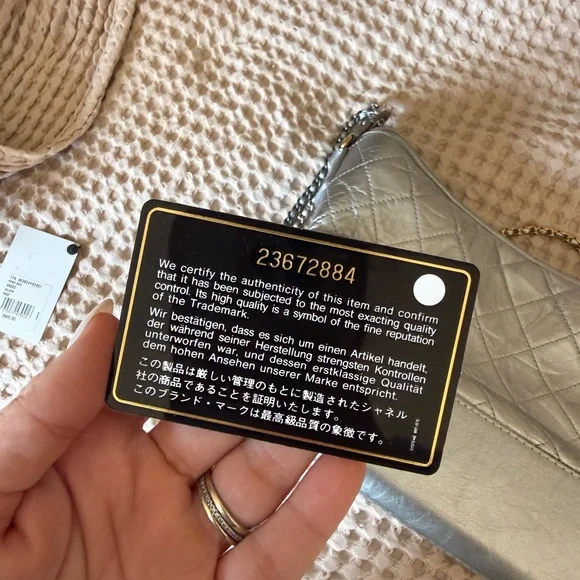 23672884
We certify the authenticity of this item and confirm
that it has been subjected to the most exacting quality
control. Its high quality is a symbol of the fine reputation
of the Trademark.
Wir bestätigen, dass es sich um einen Artikel handelt,
der während seiner Herstellung strengsten Kontrollen
unterworfen war, und dessen erstklassige Qualität
dem hohen Ansehen unserer Marke entspricht.
この製品は厳しい管理のもとに製造されたシャネル
社の商品であることを証明いたします。
このブランド・マークは最高級品質の象徴です。